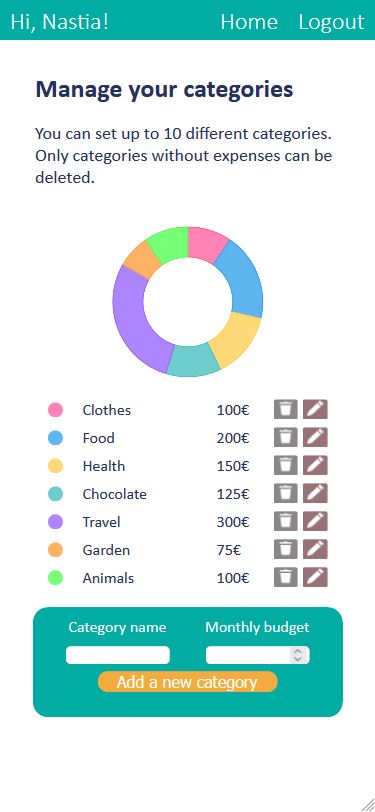 Hi, Nastia! Home Logout
Manage your categories
You can set up to 10 different categories.
Only categories without expenses can be
deleted.
Clothes 100€
Food 200€
Health 150€
Chocolate 125€
Travel 300€
Garden 75€
Animals 100€
Category name Monthly budget
Add a new category